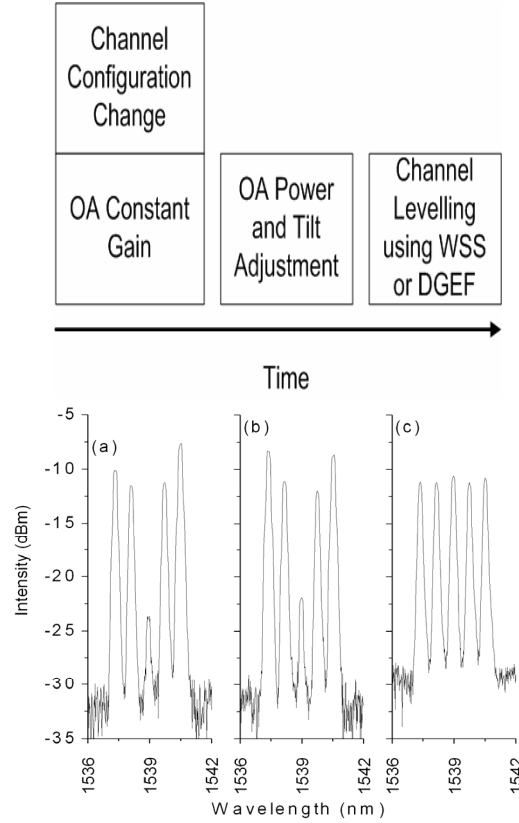 Channel
Configuration
Change
OA Constant
Gain
OA Power
and Tilt
Adjustment
Channel
Levelling
using WSS
or DGEF
Time
Intensity (dBm)
-5
-10
-15
-20
-25
-30
-35
(a)
(b)
(c)
1536
1539
1542
1536
1539
1542
1536
1539
1542
Wavelength (nm)